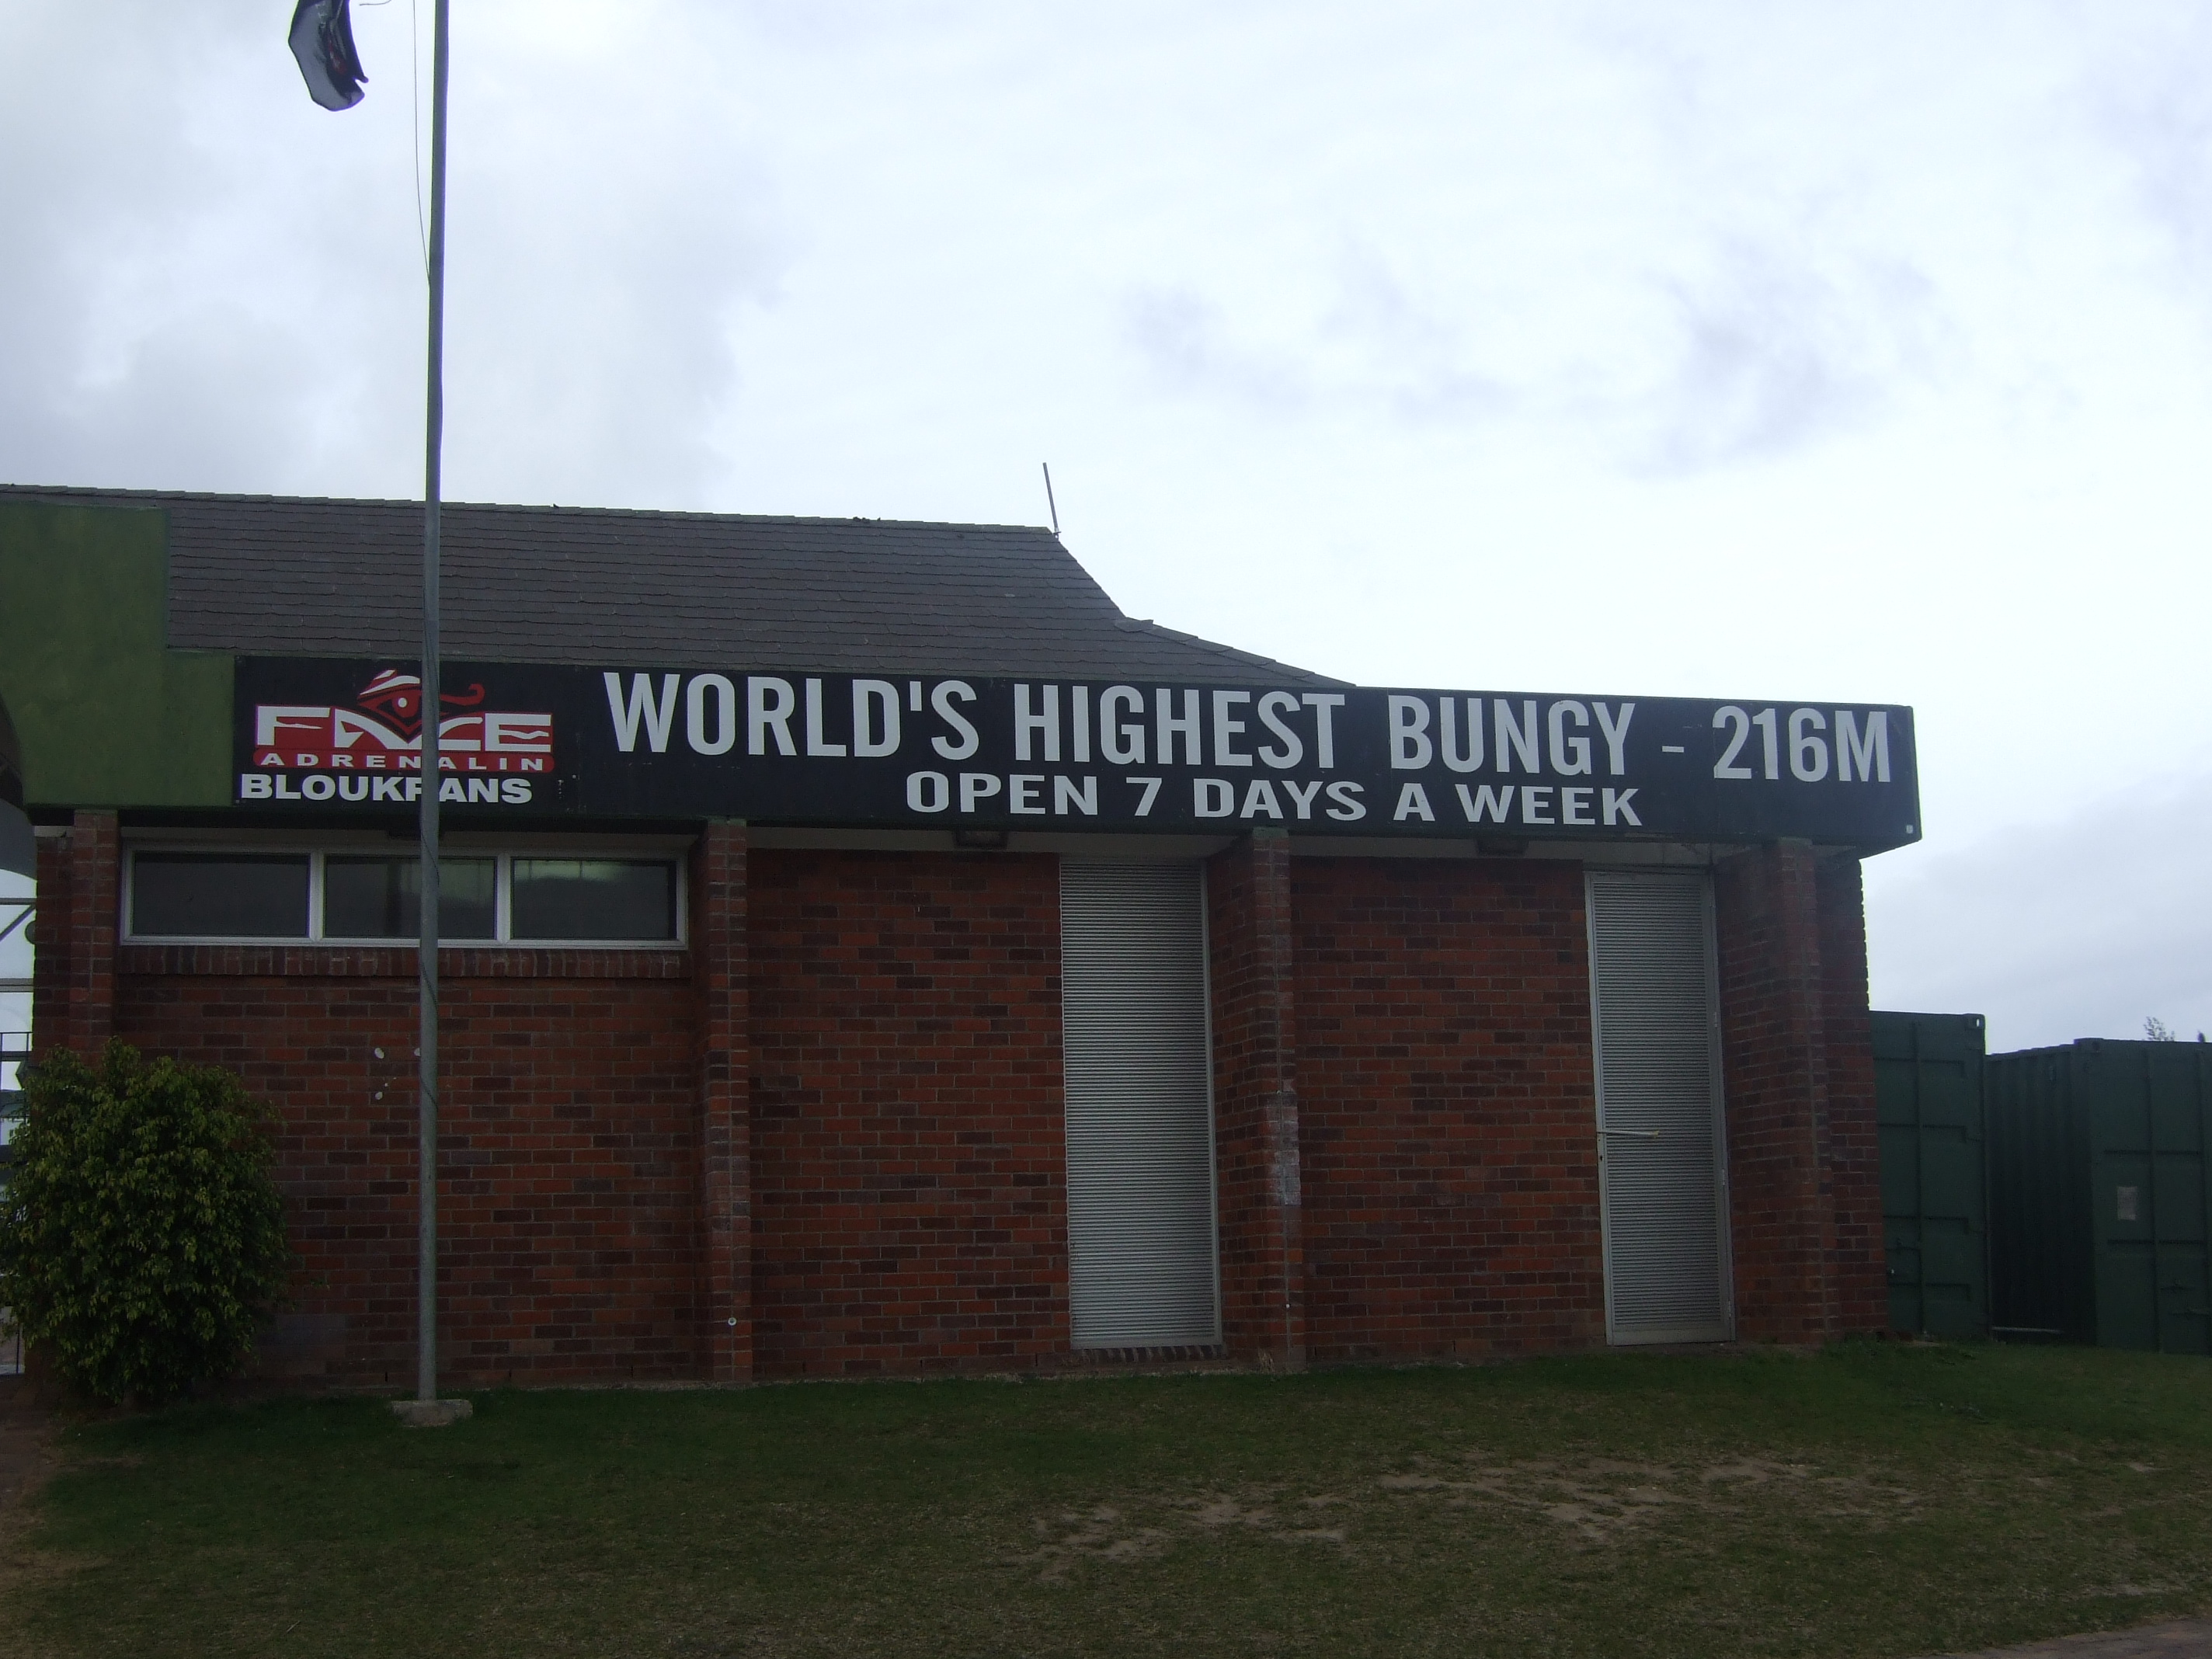 FACE
ADRENALIN
BLOUKRANS
WORLD'S HIGHEST BUNGY - 216M
OPEN 7 DAYS A WEEK